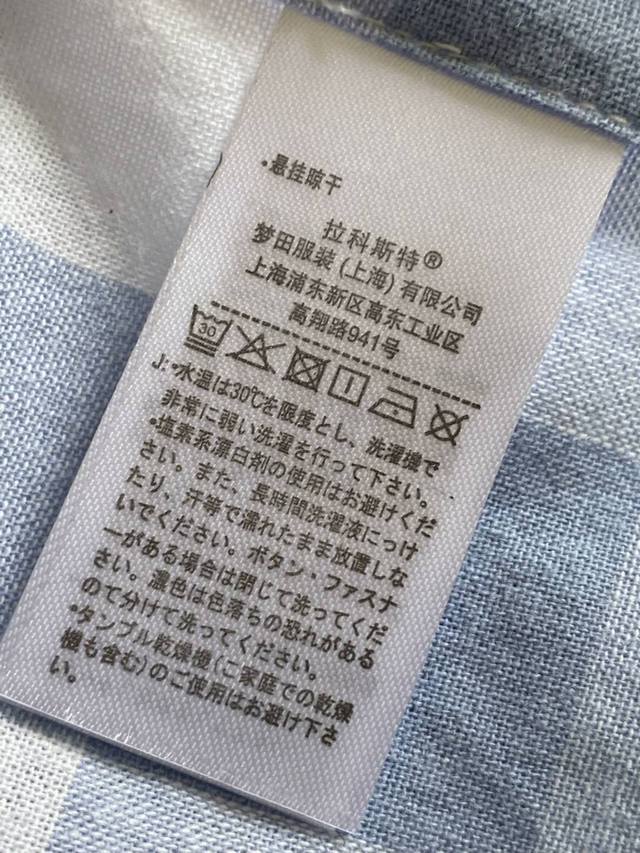 •悬挂晾干
拉科斯特®
梦田服装 (上海) 有限公司
上海浦东新区高东工业区
高翔路941号
30
J: •水温は30℃を限度とし、洗濯機で
非常に弱い洗濯を行って下さい。
•塩素系漂白剤の使用はお避けくだ
さい。また、長時間洗濯液につけ
たり、汗等で濡れたまま放置しな
いでください。ボタン・ファスナ
ーがある場合は閉じて洗ってくだ
さい。濃色は色落ちの恐れがある
ので分けて洗ってください。
•タンブル乾燥機(ご家庭での乾燥
機も含む)のご使用はお避け下さ
い。